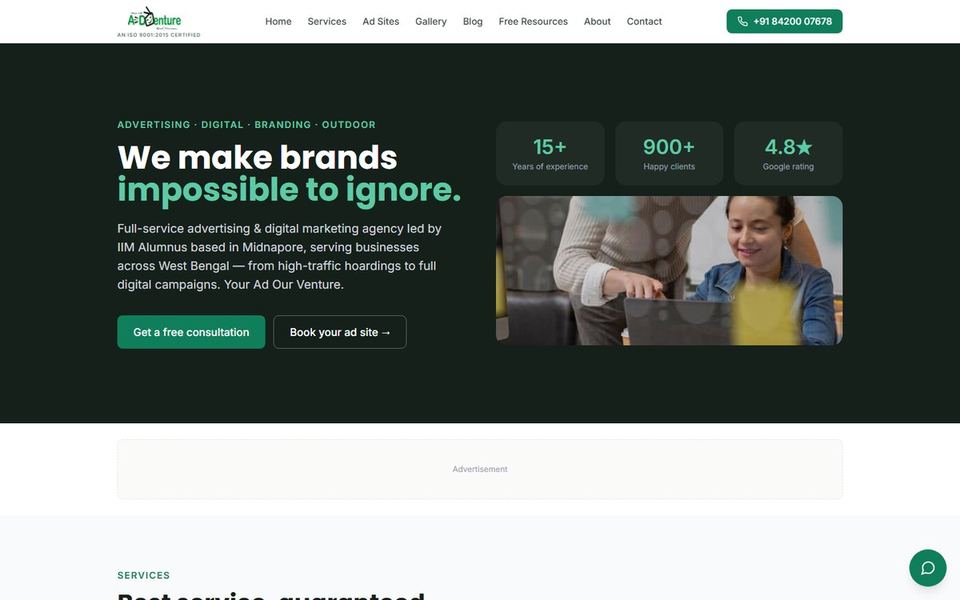 AdDventure
AN ISO 9001:2015 CERTIFIED
Home
Services
Ad Sites
Gallery
Blog
Free Resources
About
Contact
+91 84200 07678
ADVERTISING · DIGITAL · BRANDING · OUTDOOR
We make brands
impossible to ignore.
Full-service advertising & digital marketing agency led by
IIM Alumnus based in Midnapore, serving businesses
across West Bengal — from high-traffic hoardings to full
digital campaigns. Your Ad Our Venture.
Get a free consultation
Book your ad site →
15+
Years of experience
900+
Happy clients
4.8★
Google rating
Advertisement
SERVICES
Best service, guaranteed